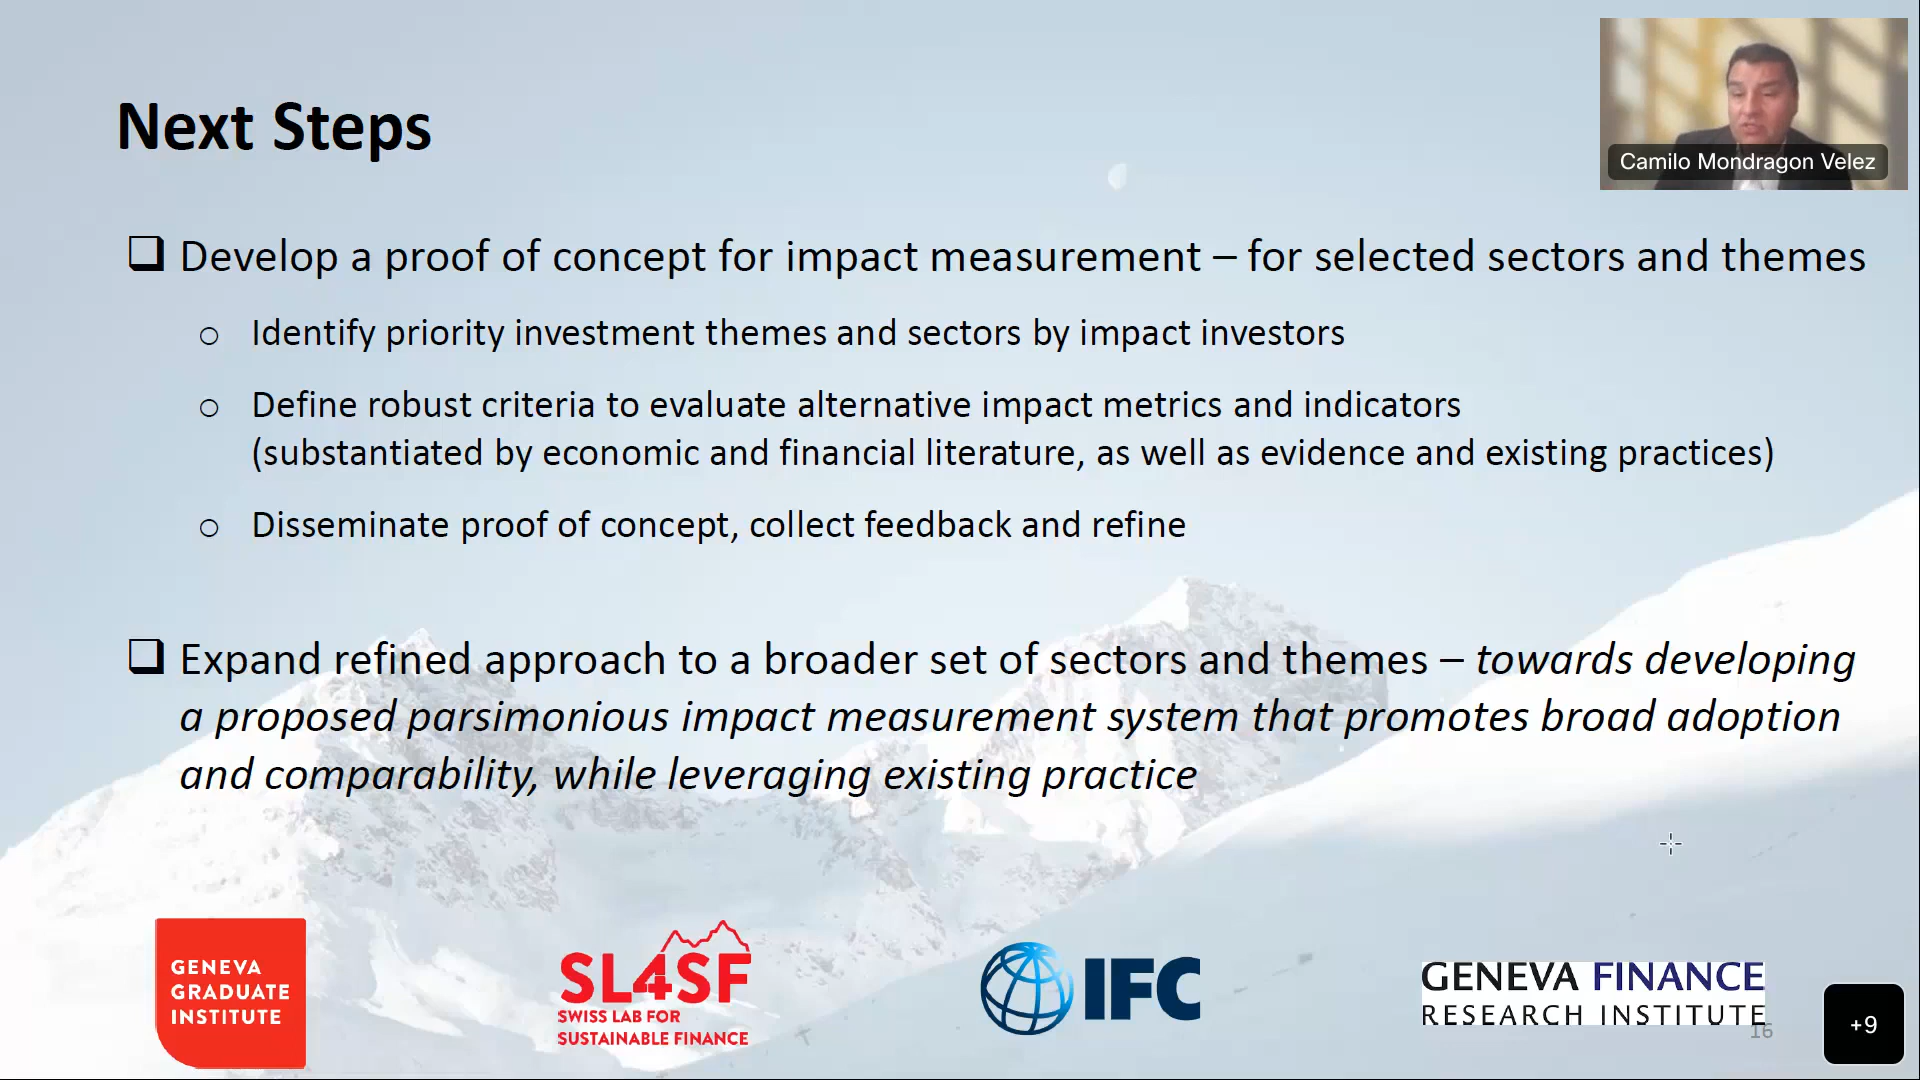 Next Steps
Camilo Mondragon Velez
❑ Develop a proof of concept for impact measurement – for selected sectors and themes
o Identify priority investment themes and sectors by impact investors
o Define robust criteria to evaluate alternative impact metrics and indicators
(substantiated by economic and financial literature, as well as evidence and existing practices)
o Disseminate proof of concept, collect feedback and refine
❑ Expand refined approach to a broader set of sectors and themes – towards developing
a proposed parsimonious impact measurement system that promotes broad adoption
and comparability, while leveraging existing practice
GENEVA
GRADUATE
INSTITUTE
SL4SF
SWISS LAB FOR
SUSTAINABLE FINANCE
IFC
GENEVA FINANCE
RESEARCH INSTITUTE
16
+9